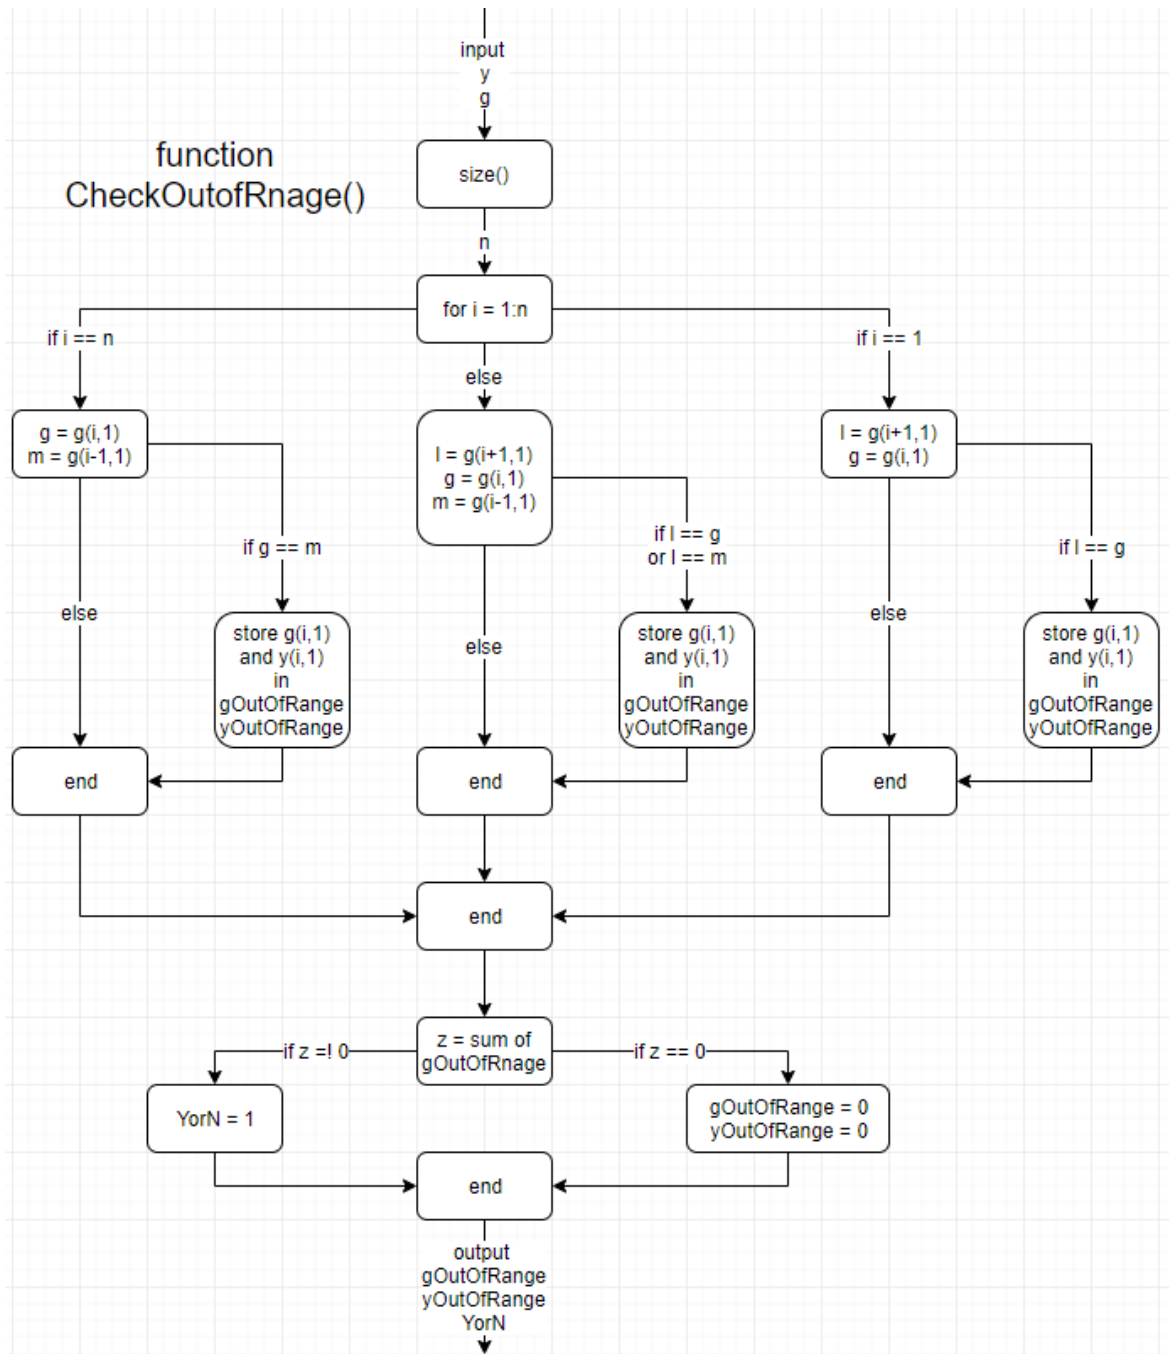 input
y
g
function
CheckOutofRnage()
size()
n
for i = 1:n
if i == n
else
if i == 1
g = g(i,1)
m = g(i-1,1)
l = g(i+1,1)
g = g(i,1)
m = g(i-1,1)
l = g(i+1,1)
g = g(i,1)
if g == m
if l == g
or l == m
if l == g
else
else
else
store g(i,1)
and y(i,1)
in
gOutOfRange
yOutOfRange
store g(i,1)
and y(i,1)
in
gOutOfRange
yOutOfRange
store g(i,1)
and y(i,1)
in
gOutOfRange
yOutOfRange
end
end
end
end
z = sum of
gOutOfRnage
if z =! 0
if z == 0
YorN = 1
gOutOfRange = 0
yOutOfRange = 0
end
output
gOutOfRange
yOutOfRange
YorN